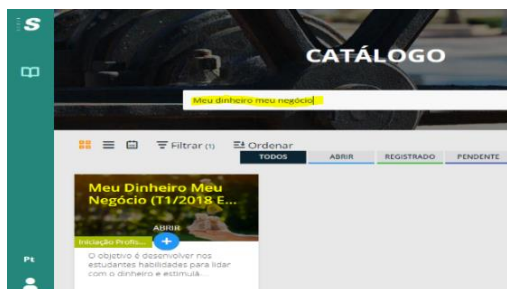 S
CATÁLOGO
Meu dinheiro meu negócio
Filtrar (1)
Ordenar
TODOS
ABRIR
REGISTRADO
PENDENTE
Meu Dinheiro Meu
Negócio (T1/2018 E...
ABRIR
Iniciação Profis...
O objetivo é desenvolver nos
estudantes habilidades para lidar
com o dinheiro e estimulá...
Pt